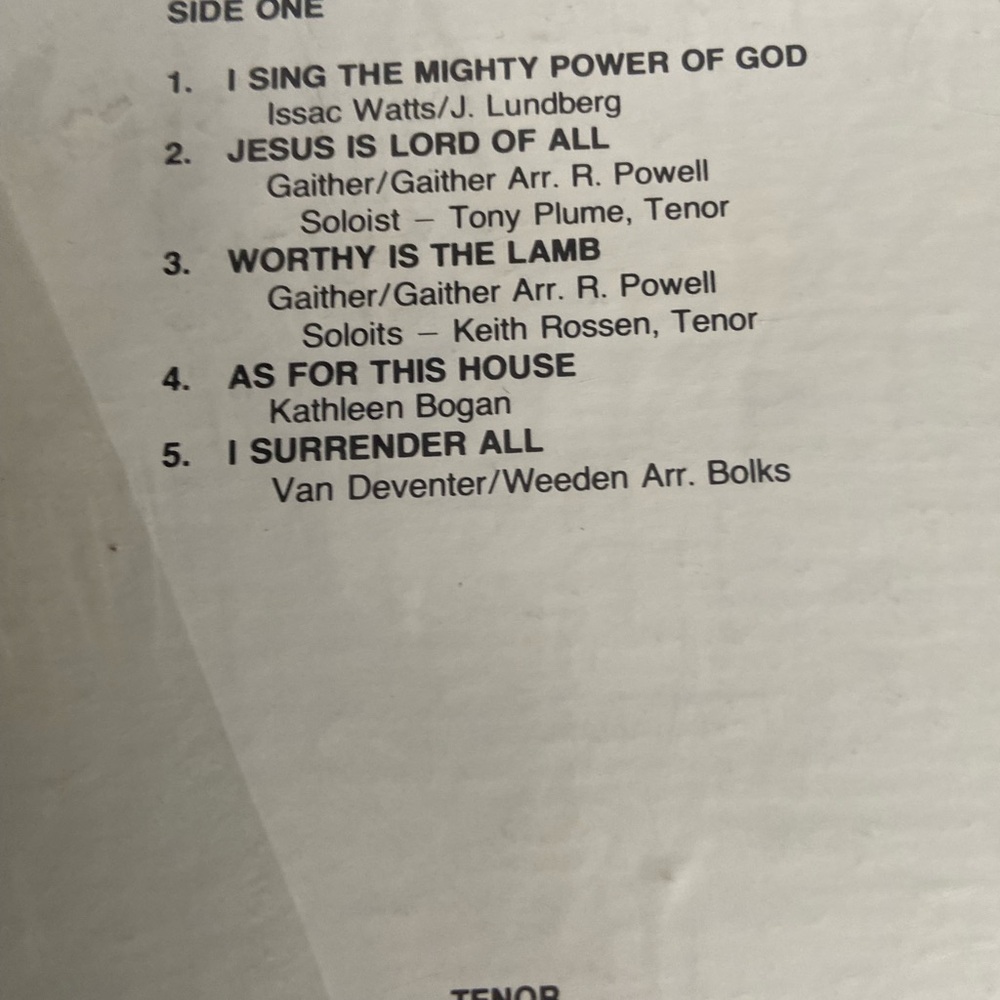 SIDE ONE
1. I SING THE MIGHTY POWER OF GOD
Issac Watts/J. Lundberg
2. JESUS IS LORD OF ALL
Gaither/Gaither Arr. R. Powell
Soloist – Tony Plume, Tenor
3. WORTHY IS THE LAMB
Gaither/Gaither Arr. R. Powell
Soloits – Keith Rossen, Tenor
4. AS FOR THIS HOUSE
Kathleen Bogan
5. I SURRENDER ALL
Van Deventer/Weeden Arr. Bolks
TENOR